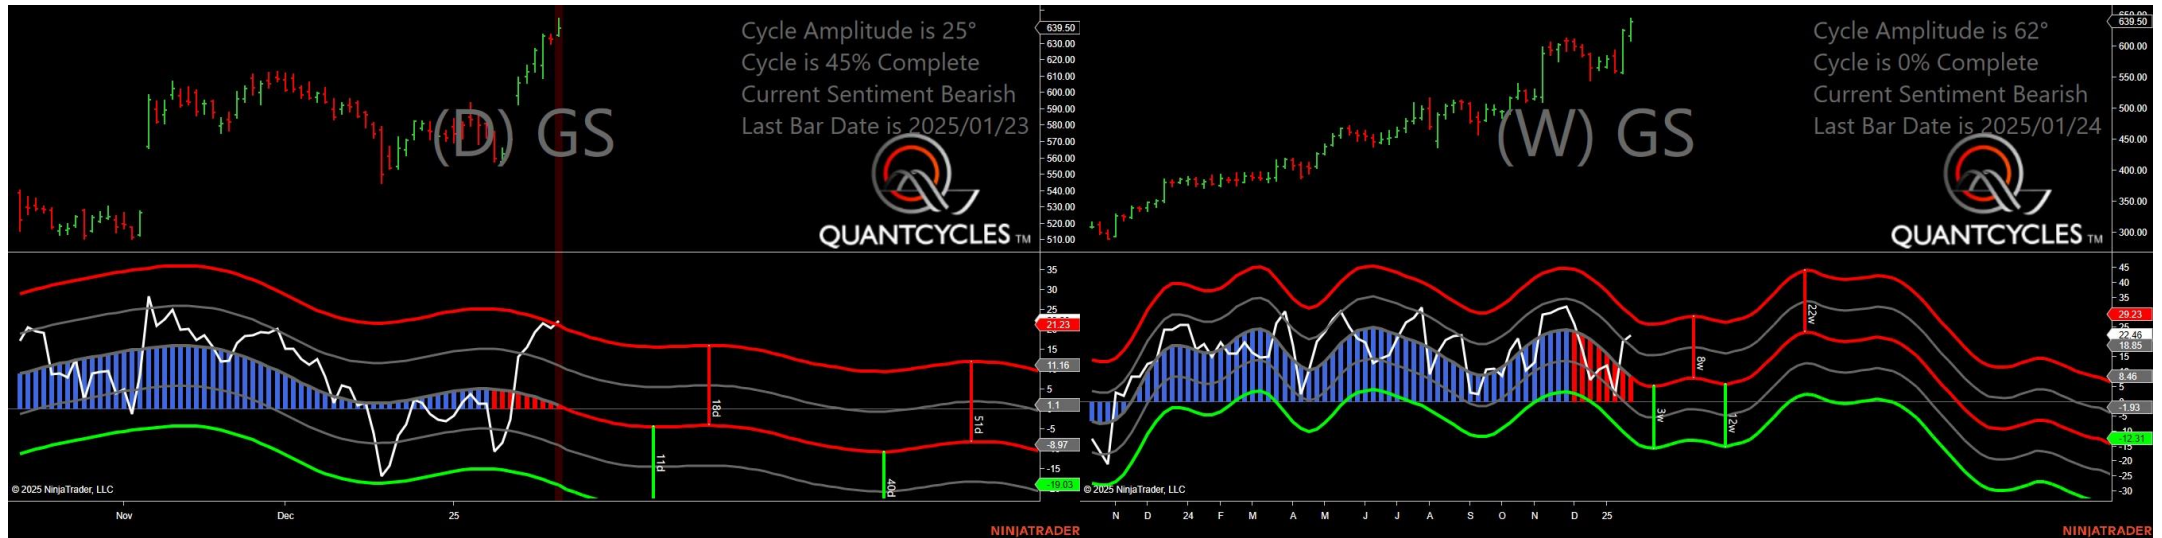 Cycle Amplitude is 25°
Cycle is 45% Complete
Current Sentiment Bearish
Last Bar Date is 2025/01/23
(D) GS
QUANTCYCLES TM
639.50
630.00
620.00
610.00
600.00
590.00
580.00
570.00
560.00
550.00
540.00
530.00
520.00
510.00
35
30
25
21.23
15
11.16
5
1.1
-5
-8.97
-15
-19.03
18d
11d
51d
40d
© 2025 NinjaTrader, LLC
Nov
Dec
25
NINJATRADER
Cycle Amplitude is 62°
Cycle is 0% Complete
Current Sentiment Bearish
Last Bar Date is 2025/01/24
(W) GS
QUANTCYCLES TM
639.50
600.00
550.00
500.00
450.00
400.00
350.00
300.00
45
40
35
29.23
22.46
18.85
15
8.46
5
-1.93
-5
-12.31
-15
-20
-25
-30
22w
8w
3w
12w
© 2025 NinjaTrader, LLC
N D 24 F M A M J J A S O N D 25
NINJATRADER